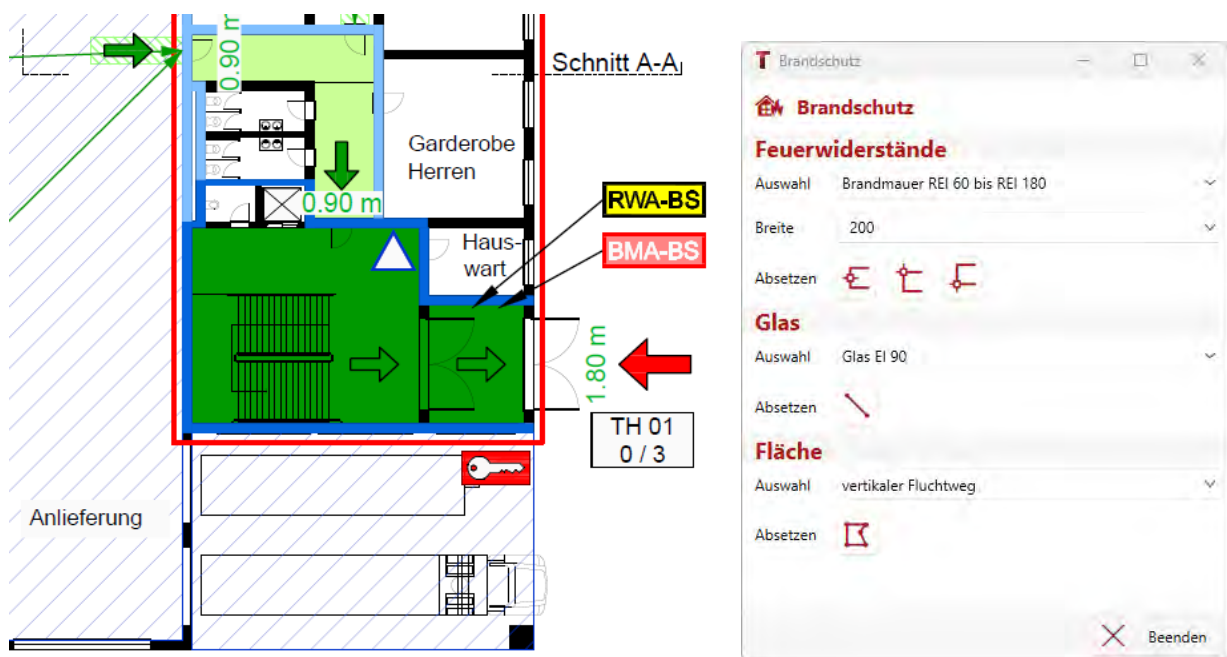 0.90 m
Schnitt A-A
Garderobe
Herren
0.90 m
RWA-BS
Haus-
wart
BMA-BS
1.80 m
TH 01
0 / 3
Anlieferung
Brandschutz
Brandschutz
Feuerwiderstände
Auswahl Brandmauer REI 60 bis REI 180
Breite 200
Absetzen
Glas
Auswahl Glas EI 90
Absetzen
Fläche
Auswahl vertikaler Fluchtweg
Absetzen
Beenden